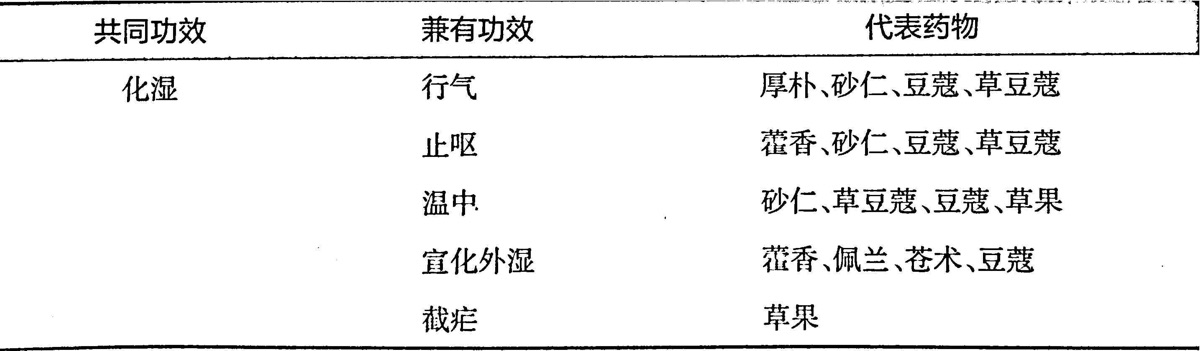 共同功效 兼有功效 代表药物
化湿 行气 厚朴、砂仁、豆蔻、草豆蔻
止呕 藿香、砂仁、豆蔻、草豆蔻
温中 砂仁、草豆蔻、豆蔻、草果
宣化外湿 藿香、佩兰、苍术、豆蔻
截疟 草果